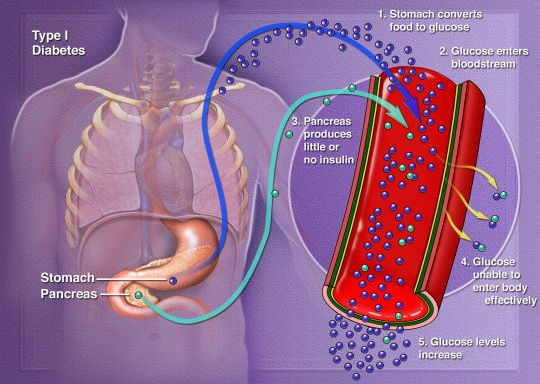 Type I
Diabetes
1. Stomach converts
food to glucose
2. Glucose enters
bloodstream
3. Pancreas
produces
little or
no insulin
Stomach
Pancreas
4. Glucose
unable to
enter body
effectively
5. Glucose levels
increase